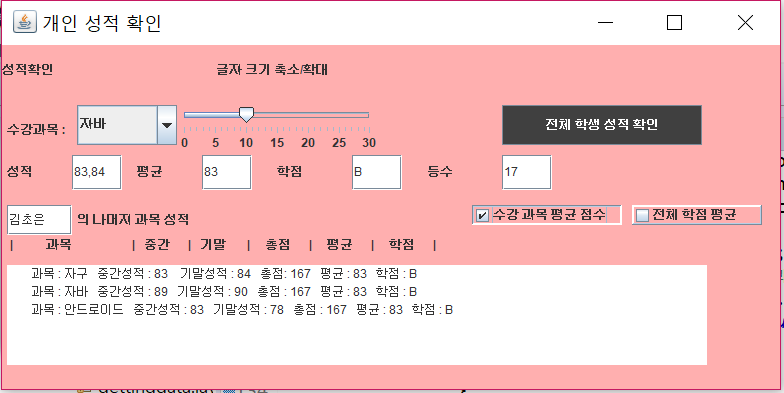 개인 성적 확인
성적확인 글자 크기 축소/확대
수강과목 : 자바 전체 학생 성적 확인
0 5 10 15 20 25 30
성적 83,84 평균 83 학점 B 등수 17
김초은 의 나머지 과목 성적 수강 과목 평균 점수 전체 학점 평균
| 과목 | 중간 | 기말 | 총점 | 평균 | 학점 |
과목 : 자구 중간성적 : 83 기말성적 : 84 총점 : 167 평균 : 83 학점 : B
과목 : 자바 중간성적 : 89 기말성적 : 90 총점 : 167 평균 : 83 학점 : B
과목 : 안드로이드 중간성적 : 83 기말성적 : 78 총점 : 167 평균 : 83 학점 : B